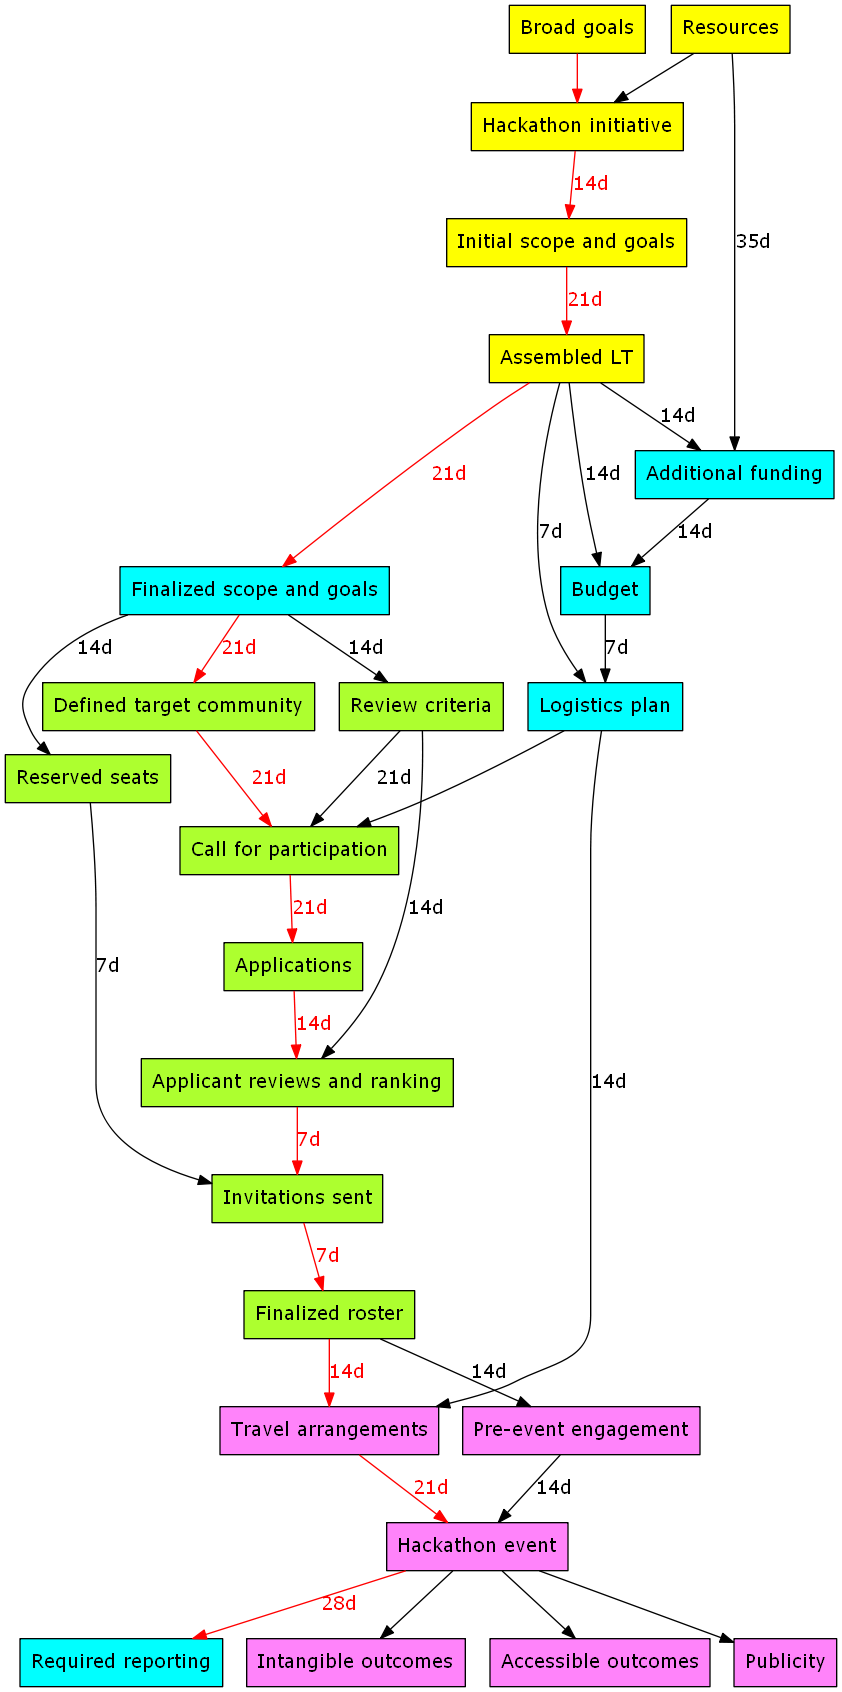 Broad goals
Resources
Hackathon initiative
14d
Initial scope and goals
35d
21d
Assembled LT
14d
21d
14d
Additional funding
7d
14d
Finalized scope and goals
Budget
14d
21d
14d
7d
Defined target community
Review criteria
Logistics plan
Reserved seats
21d
21d
Call for participation
21d
14d
7d
Applications
14d
Applicant reviews and ranking
14d
7d
Invitations sent
7d
Finalized roster
14d
14d
Travel arrangements
Pre-event engagement
21d
14d
Hackathon event
28d
Required reporting
Intangible outcomes
Accessible outcomes
Publicity